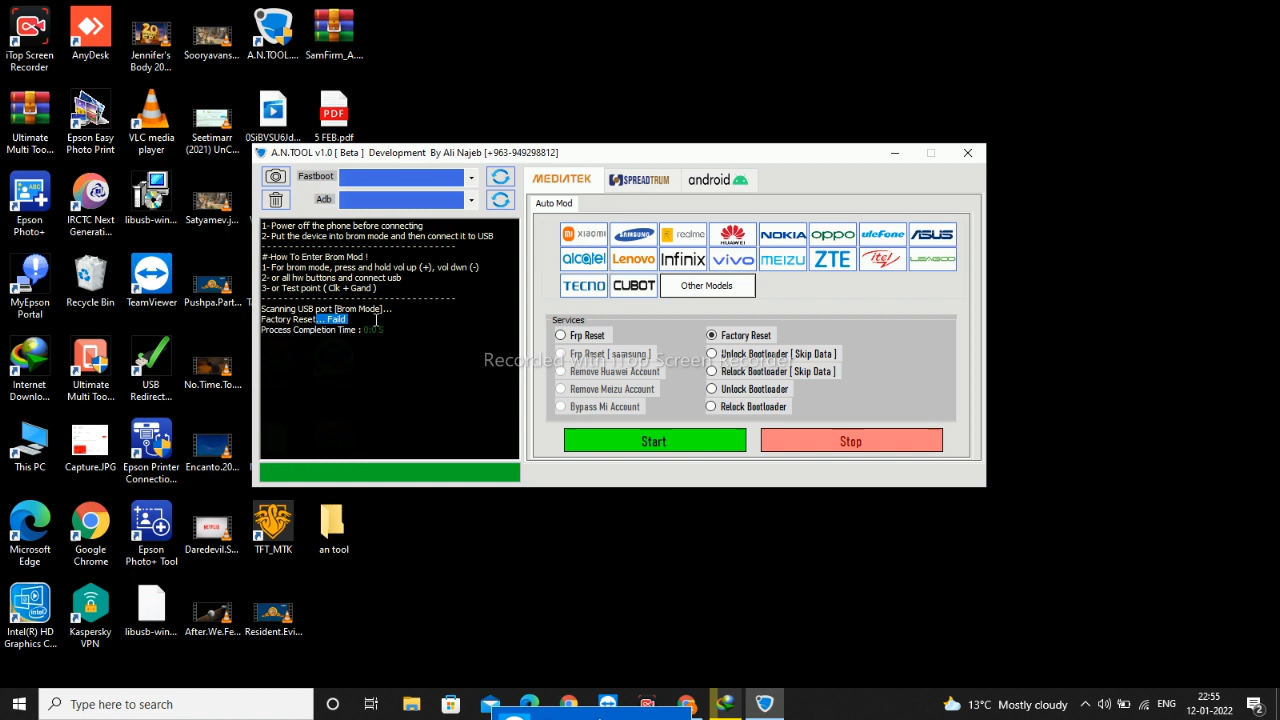 iTop Screen
Recorder
AnyDesk
Jennifer's
Body 20...
Sooryavans...
A.N.TOOL....
SamFirm_A...
Ultimate
Multi Too...
Epson Easy
Photo Print
VLC media
player
Seetimarr
(2021) UnC...
0SiBVSU6Jd...
PDF
5 FEB.pdf
Epson
Photo+
IRCTC Next
Generati...
libusb-win...
Satyamev.j...
MyEpson
Portal
Recycle Bin
TeamViewer
Pushpa.Part...
Internet
Downlo...
Ultimate
Multi Too...
USB
Redirect...
No.Time.To...
This PC
Capture.JPG
Epson Printer
Connectio...
Encanto.20...
Microsoft
Edge
Google
Chrome
Epson
Photo+ Tool
NETFLIX
Daredevil.S...
TFT_MTK
an tool
intel
Intel(R) HD
Graphics C...
Kaspersky
VPN
libusb-win...
After.We.Fe...
Resident.Evi...
A.N.TOOL v1.0 [ Beta ] Development By Ali Najeb [+963-949298812]
Fastboot
Adb
1- Power off the phone before connecting
2- Put the device into brom mode and then connect it to USB
-----------------------------------------------
#-How To Enter Brom Mod !
1- For brom mode, press and hold vol up (+), vol dwn (-)
2- or all hw buttons and connect usb
3- or Test point ( Clk + Gand )
-----------------------------------------------
Scanning USB port [Brom Mode]...
Factory Reset... Faild
Process Completion Time : 0:0 S
MEDIATEK
SPREADTRUM
android
Auto Mod
mi xiaomi
SAMSUNG
realme
HUAWEI
NOKIA
oppo
uleFone
ASUS
alcatel
Lenovo
Infinix
vivo
MEIZU
ZTE
itel
LEAGOO
TECNO
CUBOT
Other Models
Services
Frp Reset
Factory Reset
Frp Reset [ samsung ]
Unlock Bootloader [ Skip Data ]
Remove Huawei Account
Relock Bootloader [ Skip Data ]
Remove Meizu Account
Unlock Bootloader
Bypass Mi Account
Relock Bootloader
Start
Stop
Recorded with iTop Screen Recorder
Type here to search
13°C Mostly cloudy
ENG
22:55
12-01-2022
2